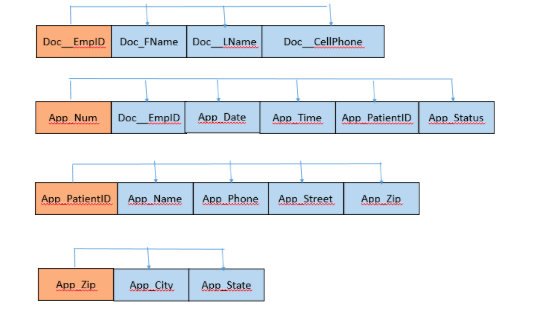 Doc__EmpID Doc_FName Doc__LName Doc__CellPhone
App_Num Doc__EmpID App_Date App_Time App_PatientID App_Status
App_PatientID App_Name App_Phone App_Street App_Zip
App_Zip App_City App_State